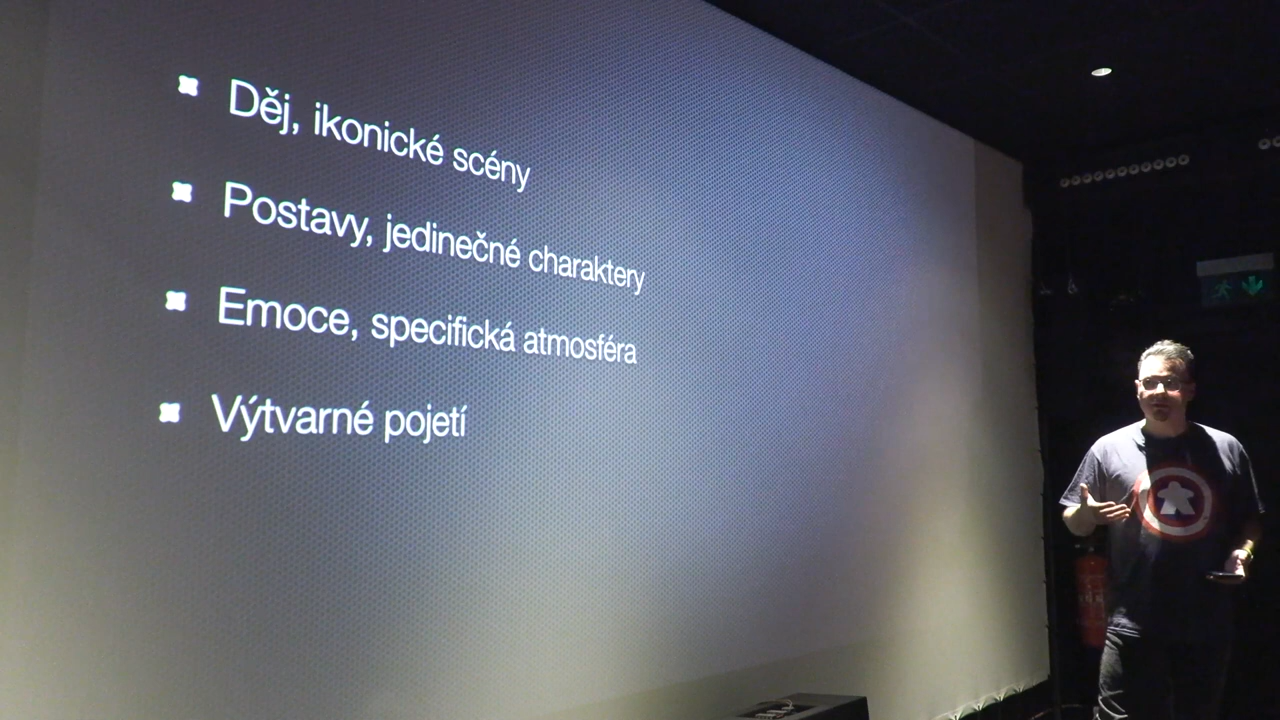 Děj, ikonické scény
Postavy, jedinečné charaktery
Emoce, specifická atmosféra
Výtvarné pojetí